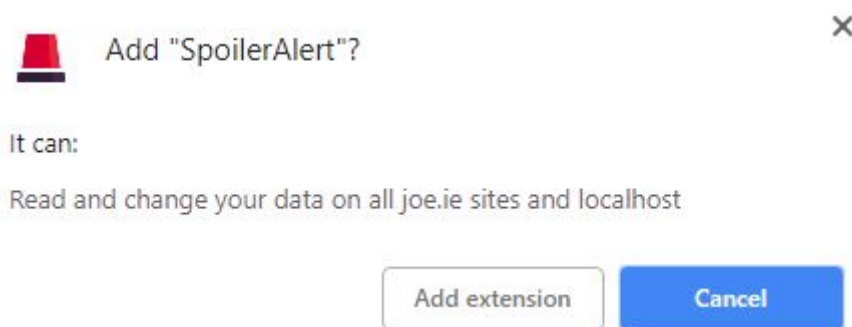 Add "SpoilerAlert"?
It can:
Read and change your data on all joe.ie sites and localhost
Add extension
Cancel